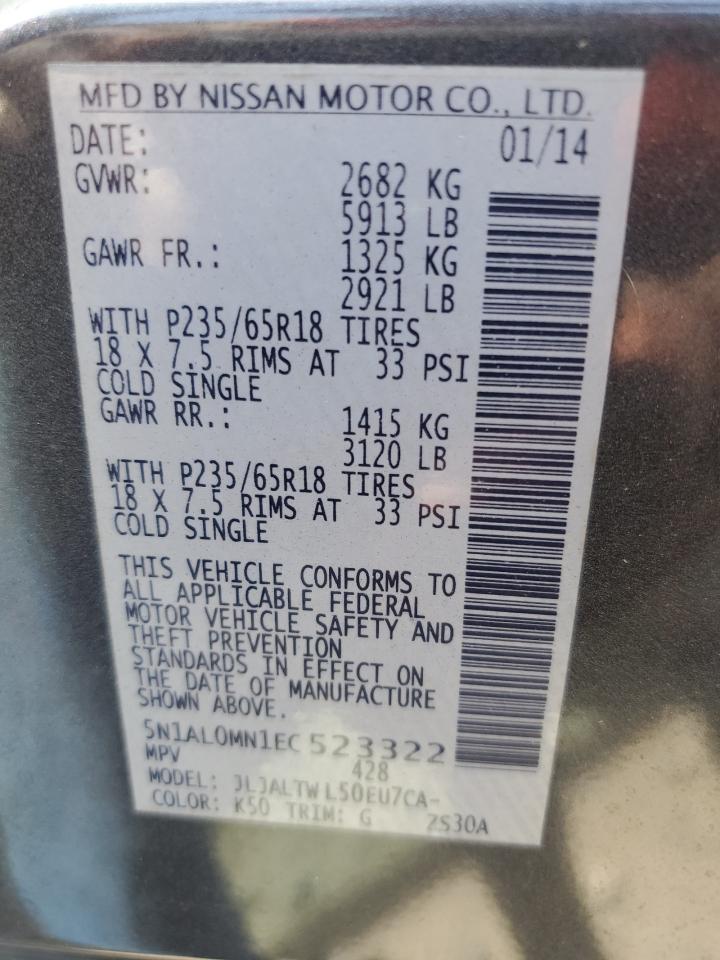 MFD BY NISSAN MOTOR CO., LTD.
DATE: 01/14
GVWR: 2682 KG
5913 LB
GAWR FR.: 1325 KG
2921 LB
WITH P235/65R18 TIRES
18 X 7.5 RIMS AT 33 PSI
COLD SINGLE
GAWR RR.: 1415 KG
3120 LB
WITH P235/65R18 TIRES
18 X 7.5 RIMS AT 33 PSI
COLD SINGLE
THIS VEHICLE CONFORMS TO
ALL APPLICABLE FEDERAL
MOTOR VEHICLE SAFETY AND
THEFT PREVENTION
STANDARDS IN EFFECT ON
THE DATE OF MANUFACTURE
SHOWN ABOVE.
5N1AL0MN1EC523322
MPV 428
MODEL: JLJALTWL50EU7CA-
COLOR: K50 TRIM: G 2S30A